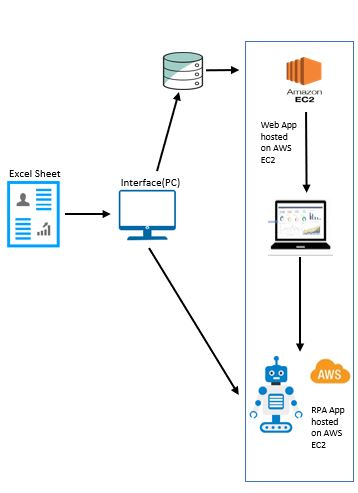 Amazon
EC2
Web App
hosted
on AWS
EC2
Excel Sheet
Interface(PC)
AWS
RPA App
hosted
on AWS
EC2